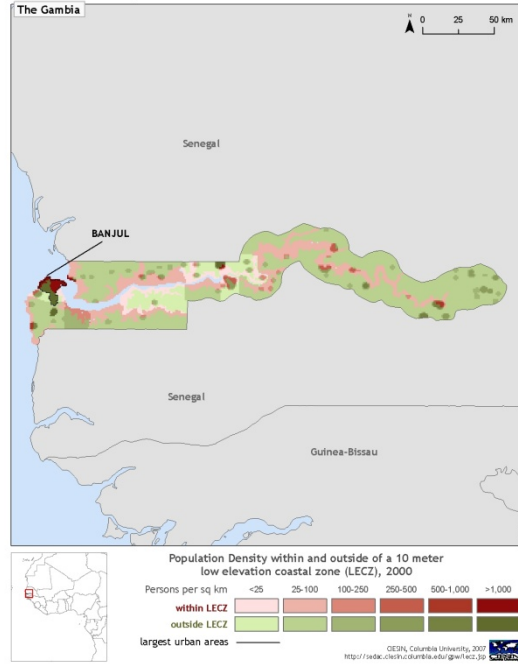 The Gambia
N
0 25 50 km
Senegal
BANJUL
Senegal
Guinea-Bissau
Population Density within and outside of a 10 meter
low elevation coastal zone (LECZ), 2000
Persons per sq km <25 25-100 100-250 250-500 500-1,000 >1,000
within LECZ
outside LECZ
largest urban areas
CIESIN, Columbia University, 2007
http://sedac.ciesin.columbia.edu/gpw/lecz.jsp
CIESIN